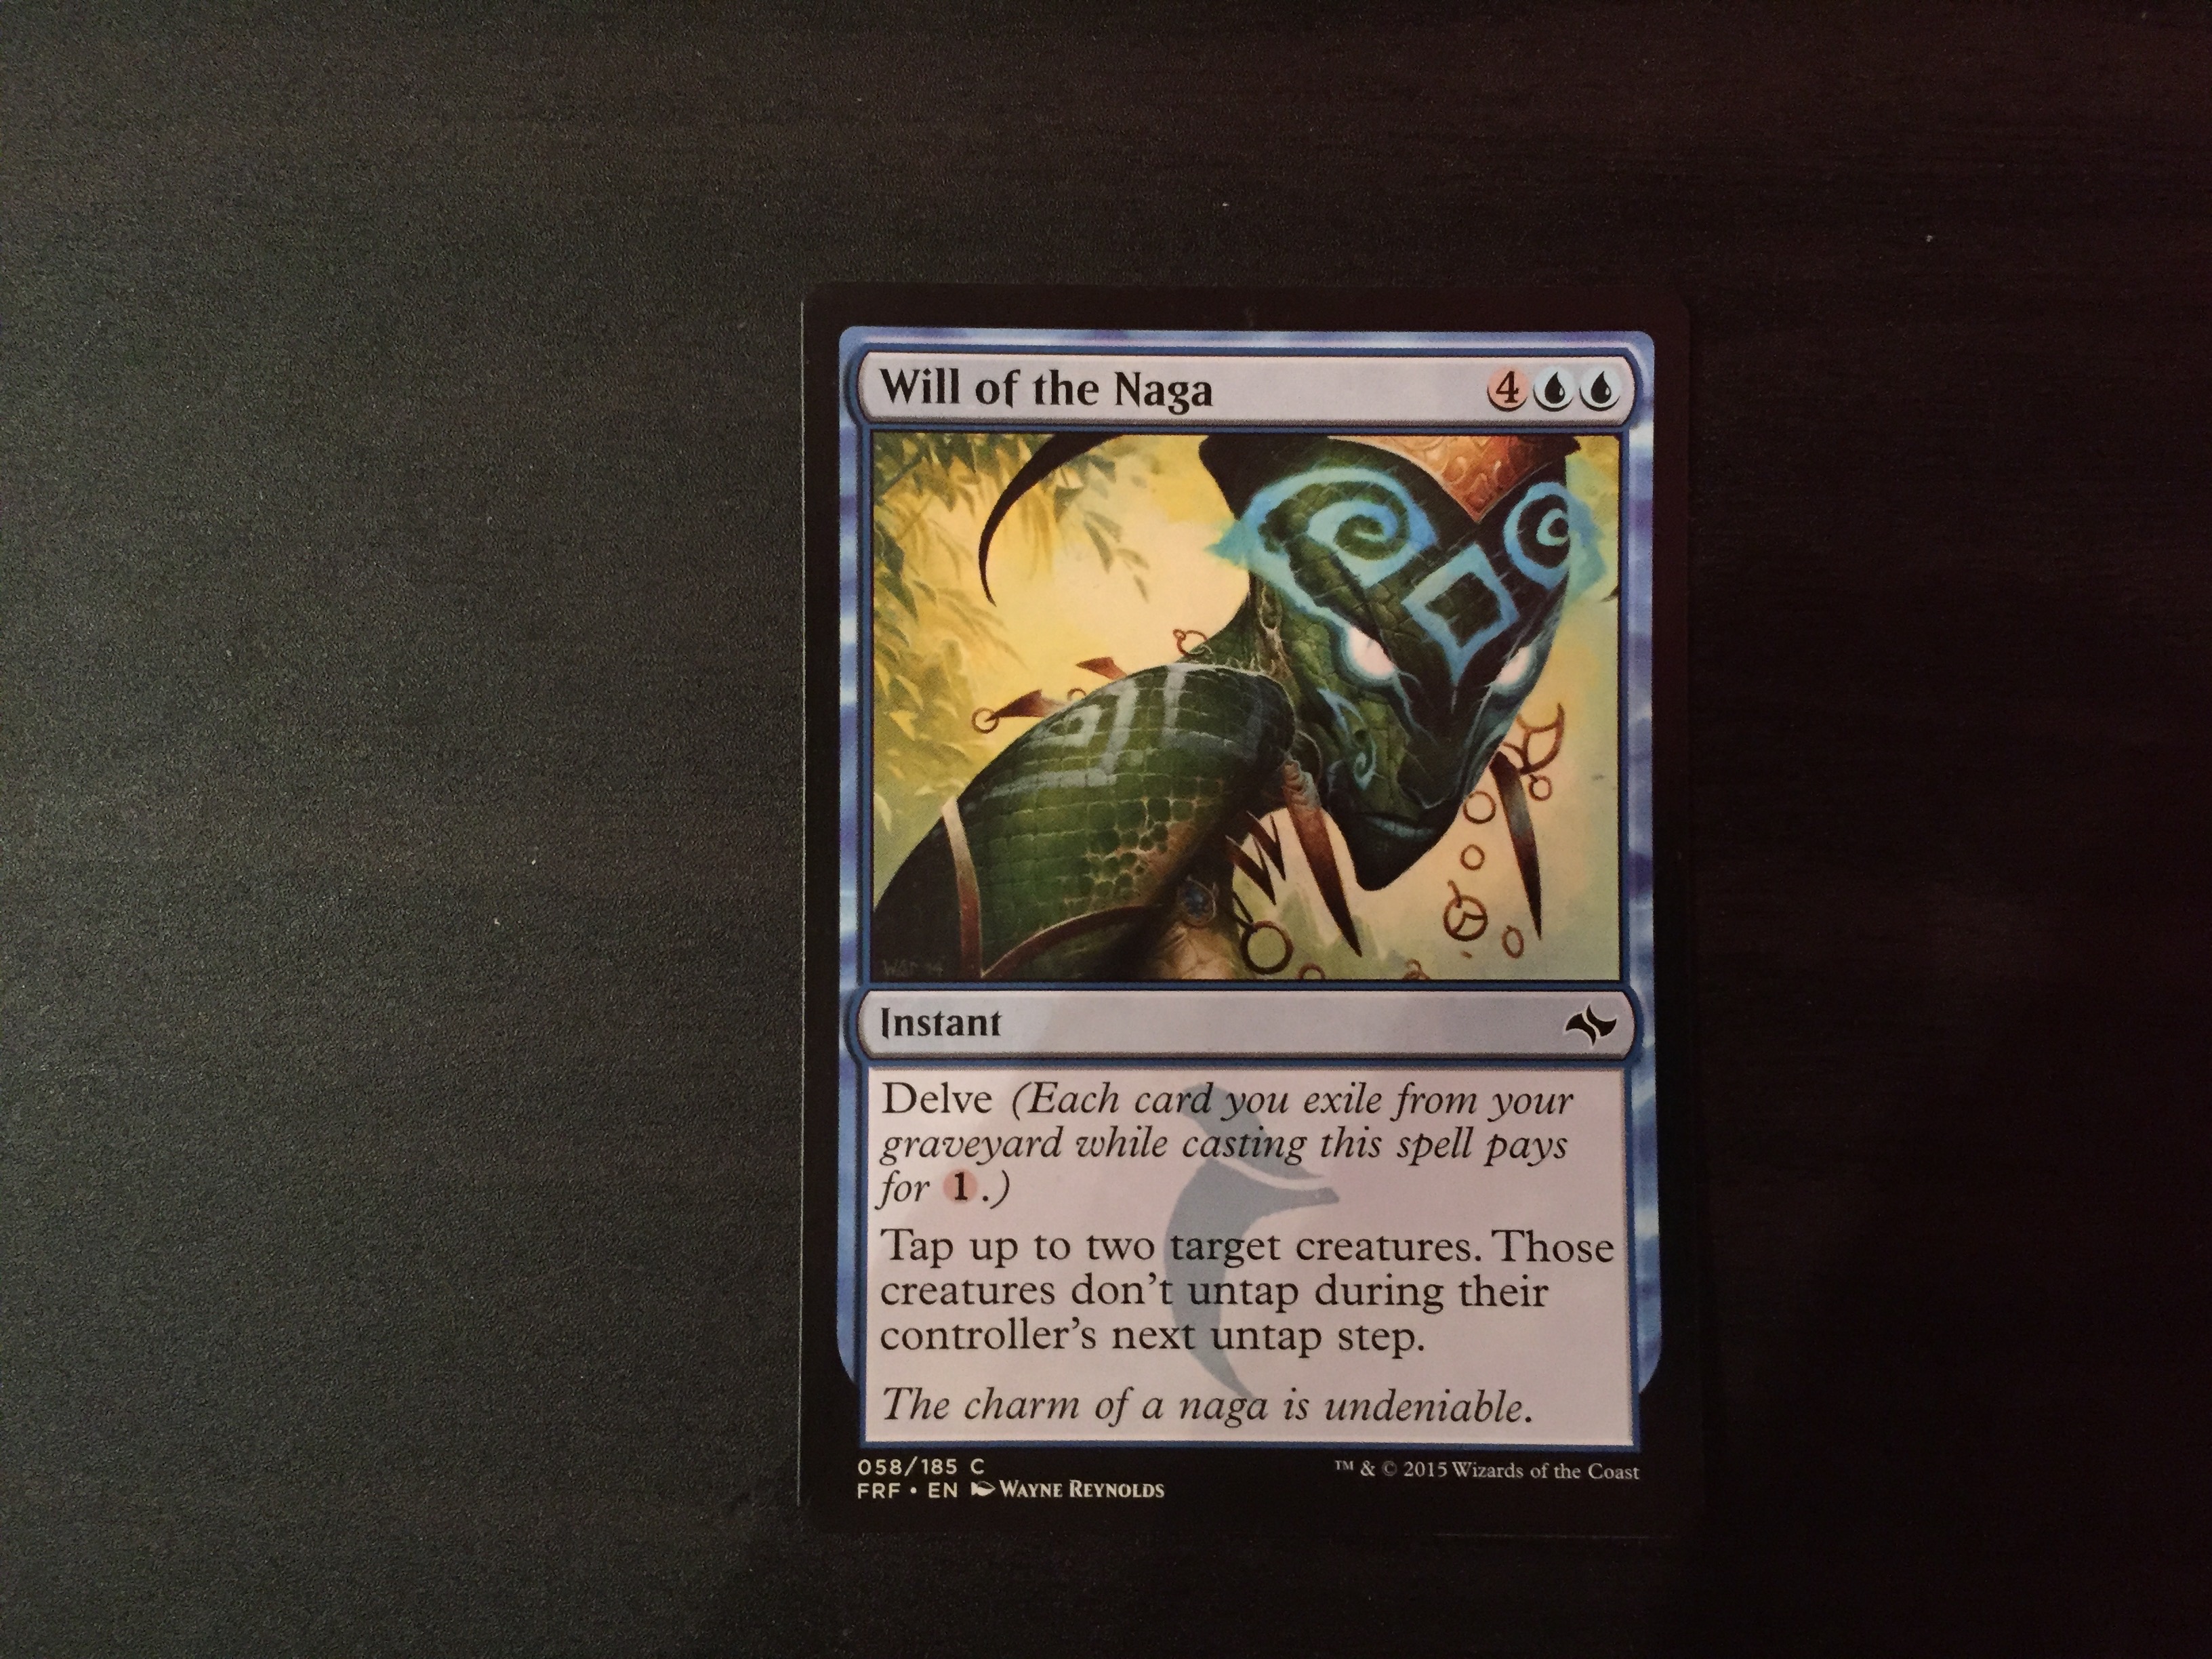 Will of the Naga 4
Instant
Delve (Each card you exile from your
graveyard while casting this spell pays
for 1.)
Tap up to two target creatures. Those
creatures don't untap during their
controller's next untap step.
The charm of a naga is undeniable.
058/185 C
™ & © 2015 Wizards of the Coast
FRF • EN Wayne Reynolds